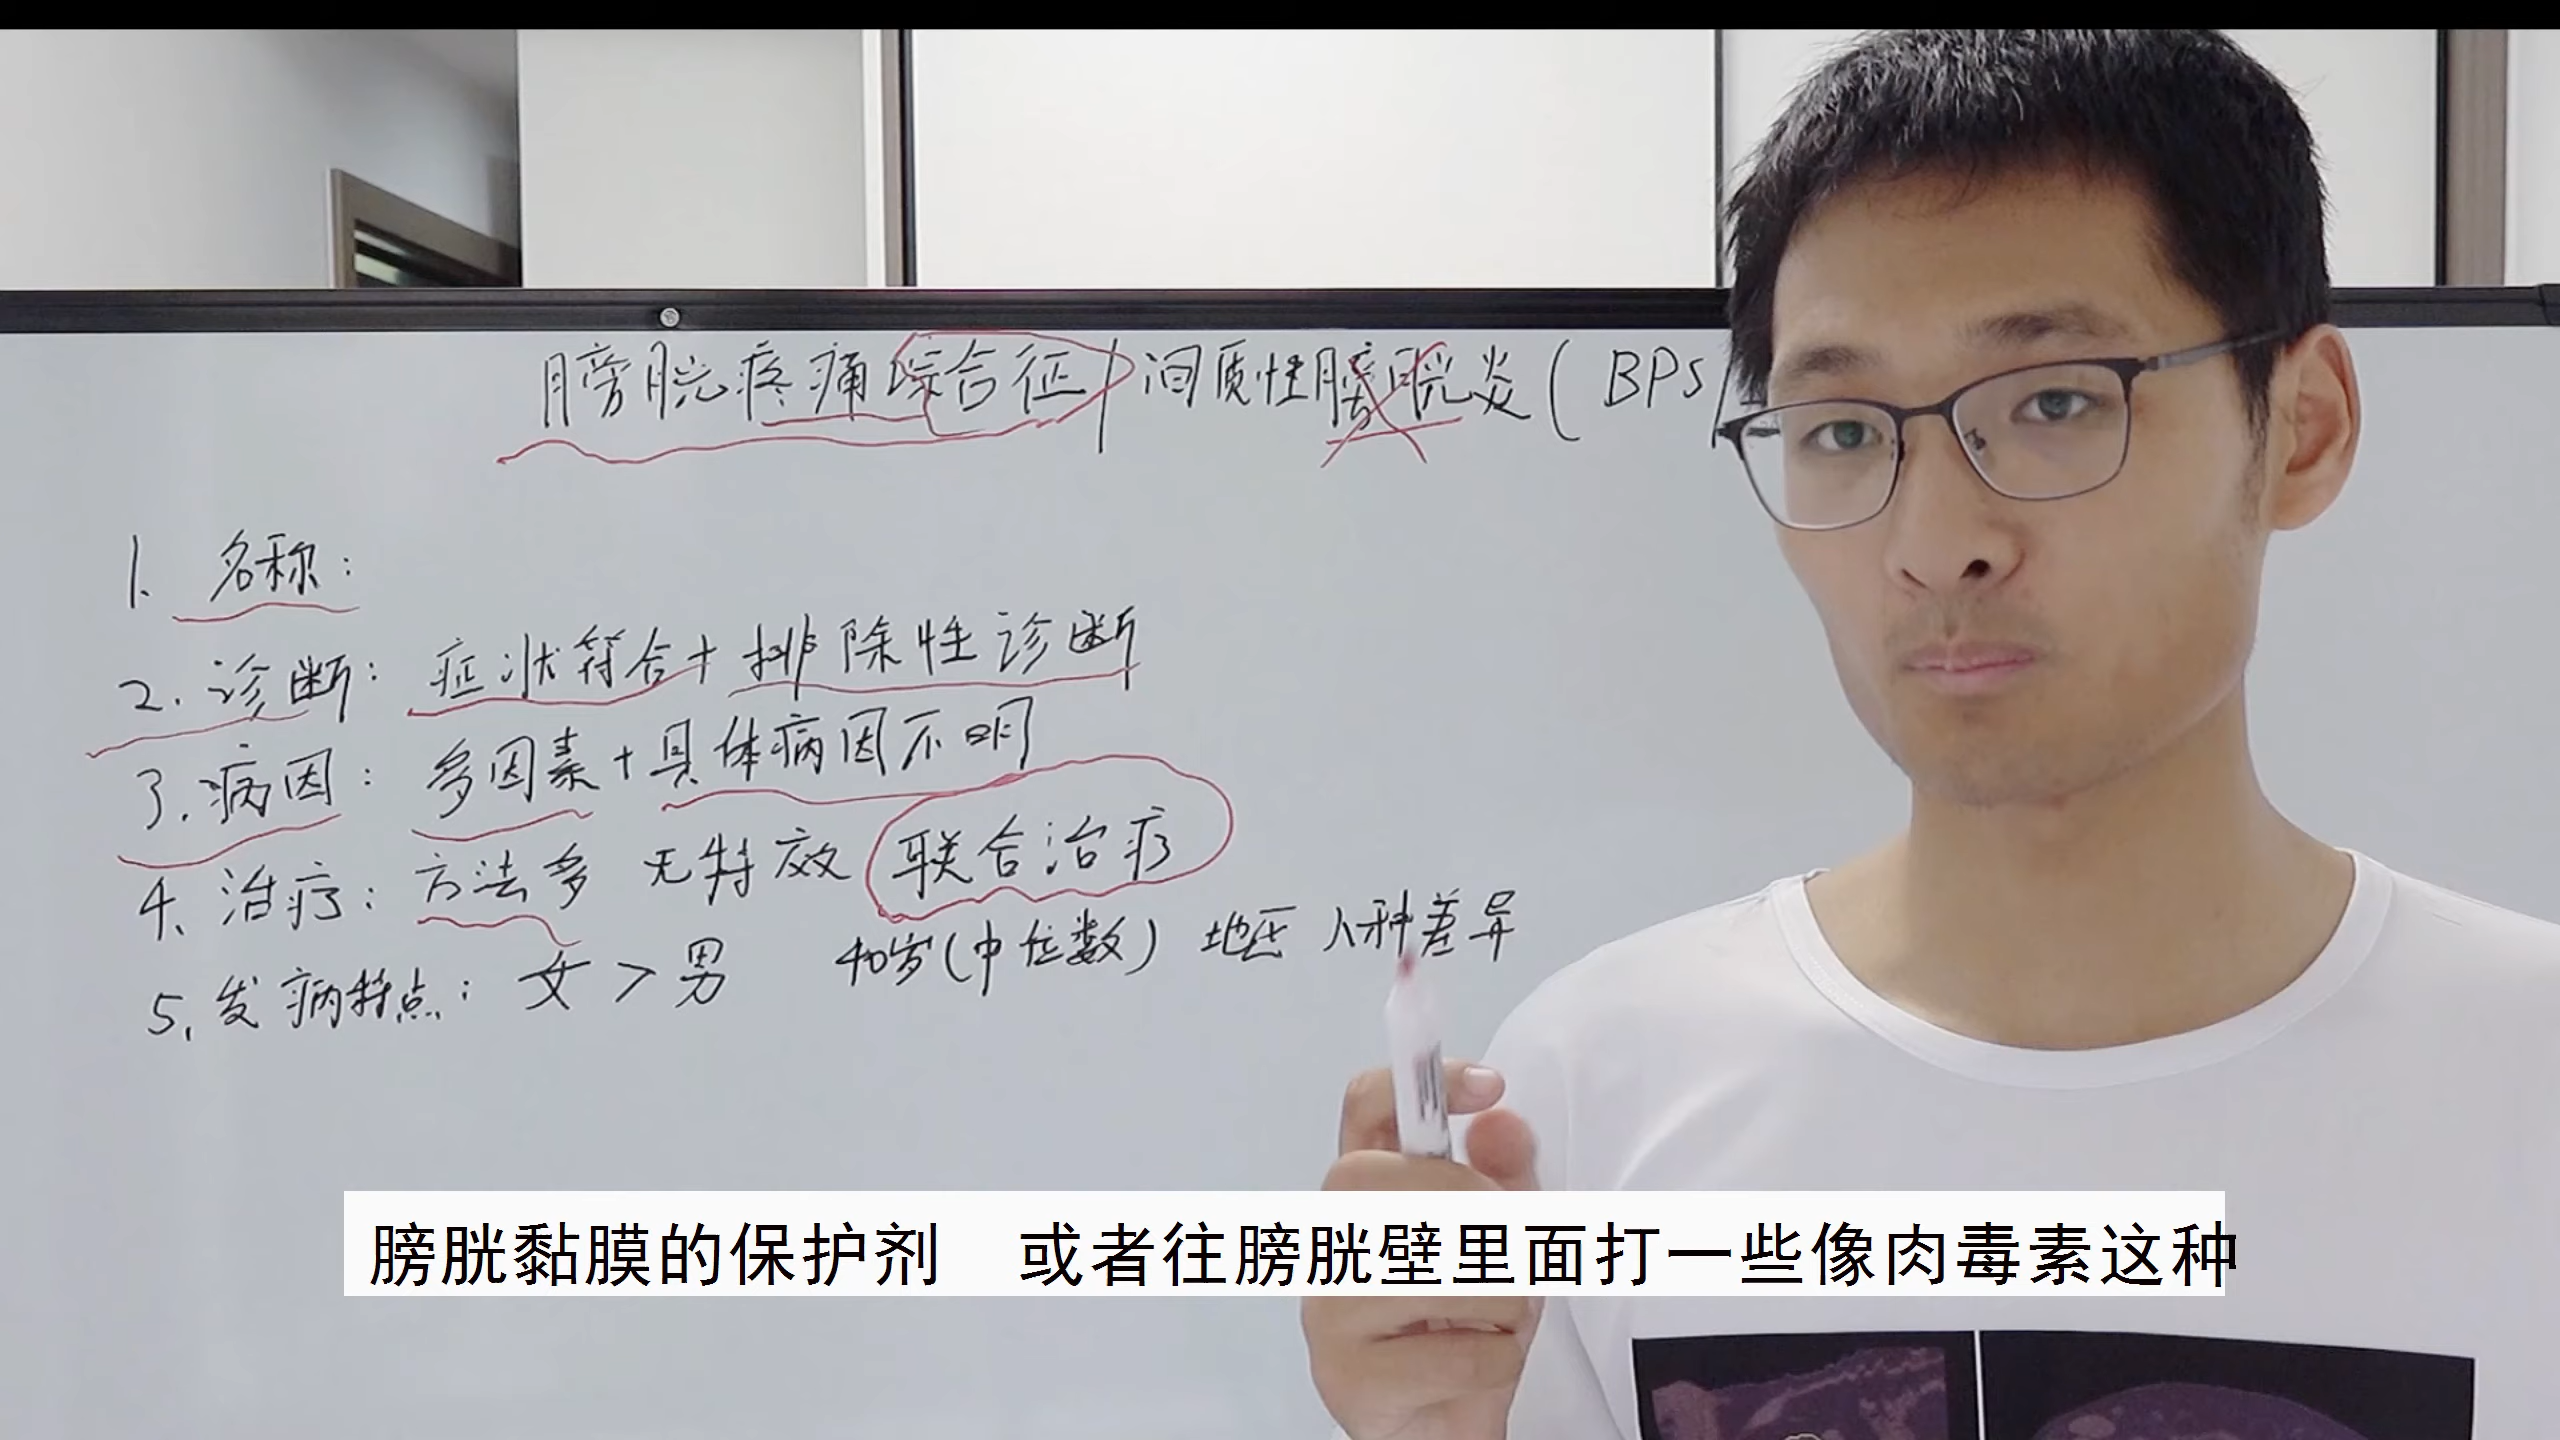 膀胱疼痛综合征/间质性膀胱炎(BPS/
1. 名称:
2. 诊断: 症状符合+排除性诊断
3. 病因: 多因素+具体病因不明
4. 治疗: 方法多 无特效 联合治疗
5. 发病特点: 女>男 40岁(中位数) 地区 人种差异
膀胱黏膜的保护剂 或者往膀胱壁里面打一些像肉毒素这种